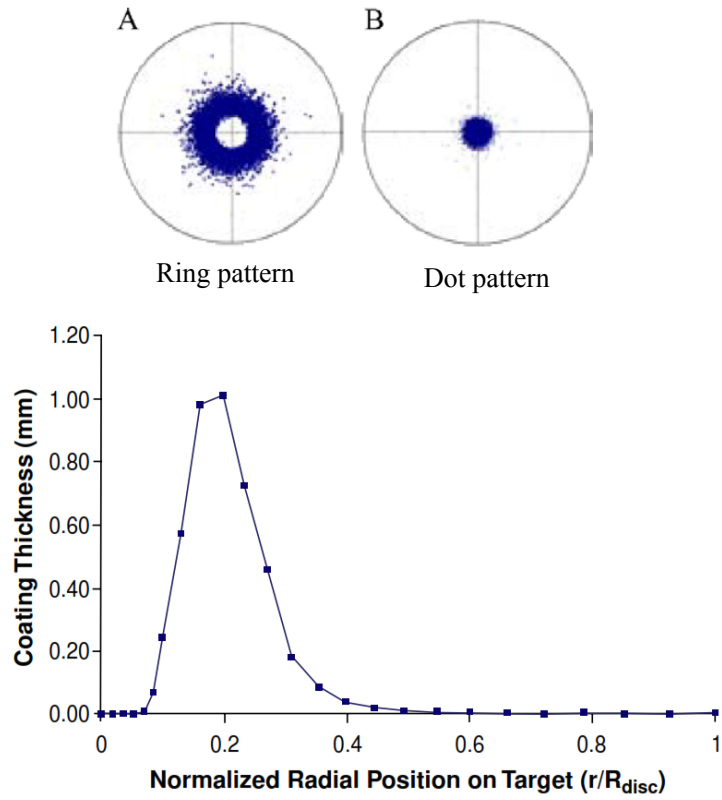 A
B
Ring pattern
Dot pattern
1.20
1.00
0.80
0.60
0.40
0.20
0.00
Coating Thickness (mm)
0
0.2
0.4
0.6
0.8
1
Normalized Radial Position on Target (r/Rdisc)